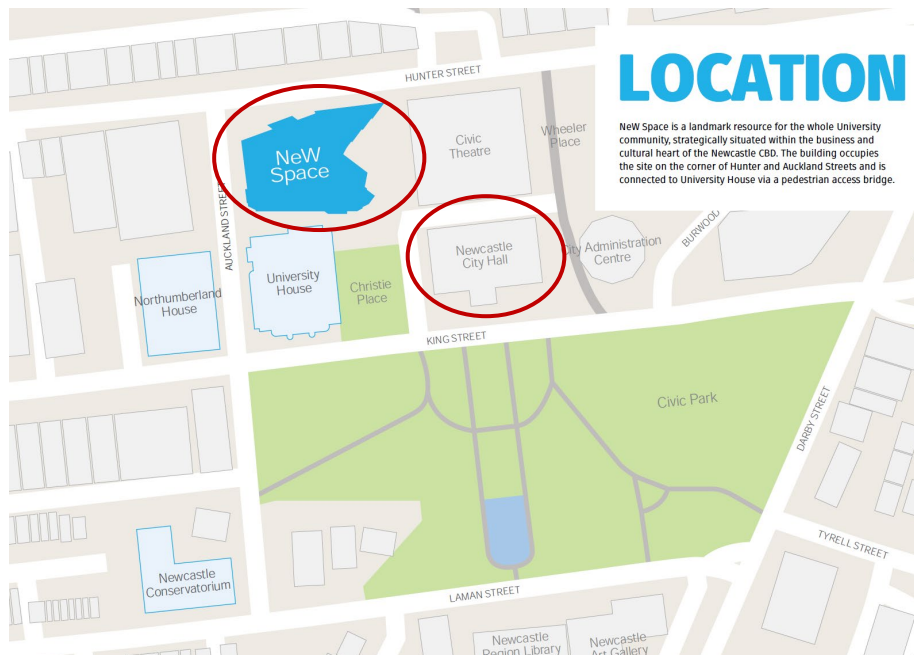 LOCATION
NeW Space is a landmark resource for the whole University
community, strategically situated within the business and
cultural heart of the Newcastle CBD. The building occupies
the site on the corner of Hunter and Auckland Streets and is
connected to University House via a pedestrian access bridge.
HUNTER STREET
NeW
Space
Civic
Theatre
Wheeler
Place
AUCKLAND STREET
Newcastle
City Hall
City Administration
Centre
BURWOOD
Northumberland
House
University
House
Christie
Place
KING STREET
Civic Park
DARBY STREET
TYRELL STREET
Newcastle
Conservatorium
LAMAN STREET
Newcastle
Region Library
Newcastle
Art Gallery